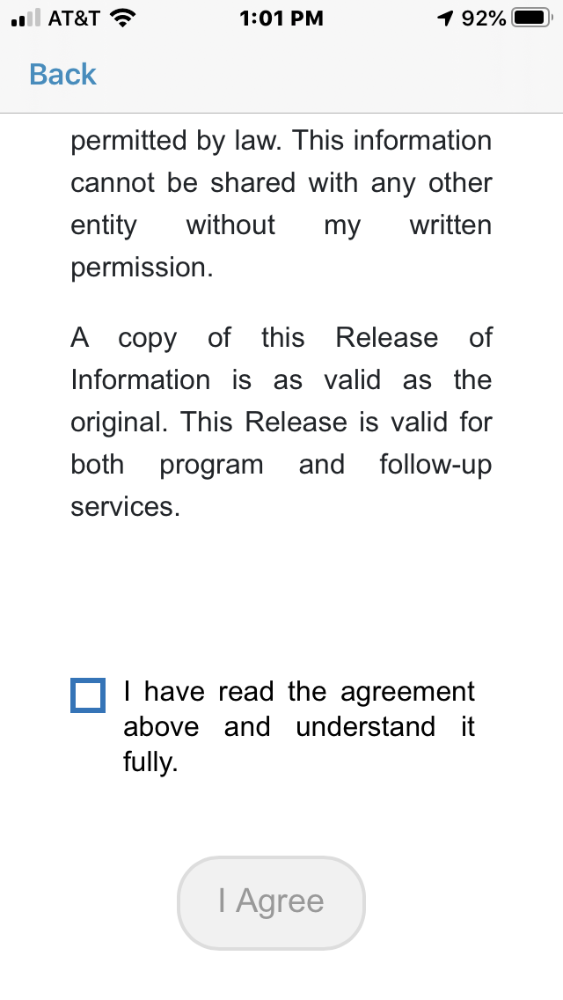 AT&T 1:01 PM 92%
Back
permitted by law. This information
cannot be shared with any other
entity without my written
permission.
A copy of this Release of
Information is as valid as the
original. This Release is valid for
both program and follow-up
services.
I have read the agreement
above and understand it
fully.
I Agree